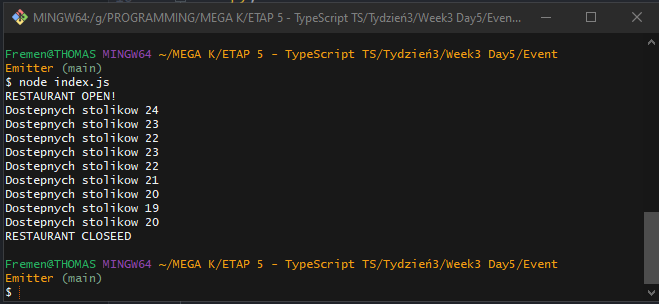 MINGW64:/g/PROGRAMMING/MEGA K/ETAP 5 - TypeScript TS/Tydzień3/Week3 Day5/Even...
Fremen@THOMAS MINGW64 ~/MEGA K/ETAP 5 - TypeScript TS/Tydzień3/Week3 Day5/Event
Emitter (main)
$ node index.js
RESTAURANT OPEN!
Dostepnych stolikow 24
Dostepnych stolikow 23
Dostepnych stolikow 22
Dostepnych stolikow 23
Dostepnych stolikow 22
Dostepnych stolikow 21
Dostepnych stolikow 20
Dostepnych stolikow 19
Dostepnych stolikow 20
RESTAURANT CLOSEED
Fremen@THOMAS MINGW64 ~/MEGA K/ETAP 5 - TypeScript TS/Tydzień3/Week3 Day5/Event
Emitter (main)
$